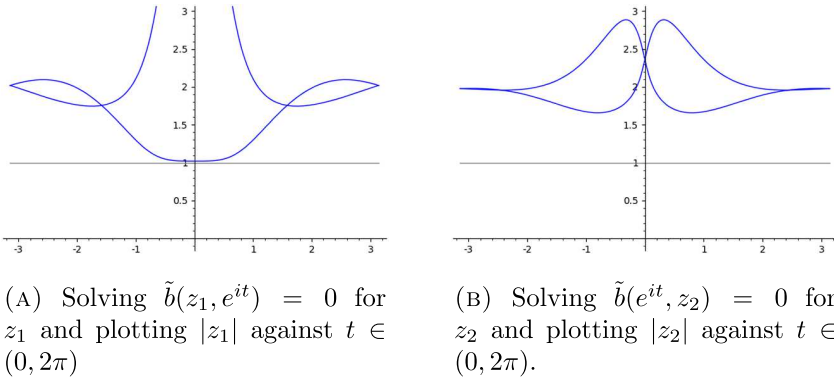 3
2.5
2
1.5
1
0.5
-3 -2 -1 1 2 3
3
2.5
2
1.5
1
0.5
-3 -2 -1 1 2 3
(A) Solving b̃(z₁, eⁱᵗ) = 0 for
z₁ and plotting |z₁| against t ∈
(0, 2π)
(B) Solving b̃(eⁱᵗ, z₂) = 0 for
z₂ and plotting |z₂| against t ∈
(0, 2π).